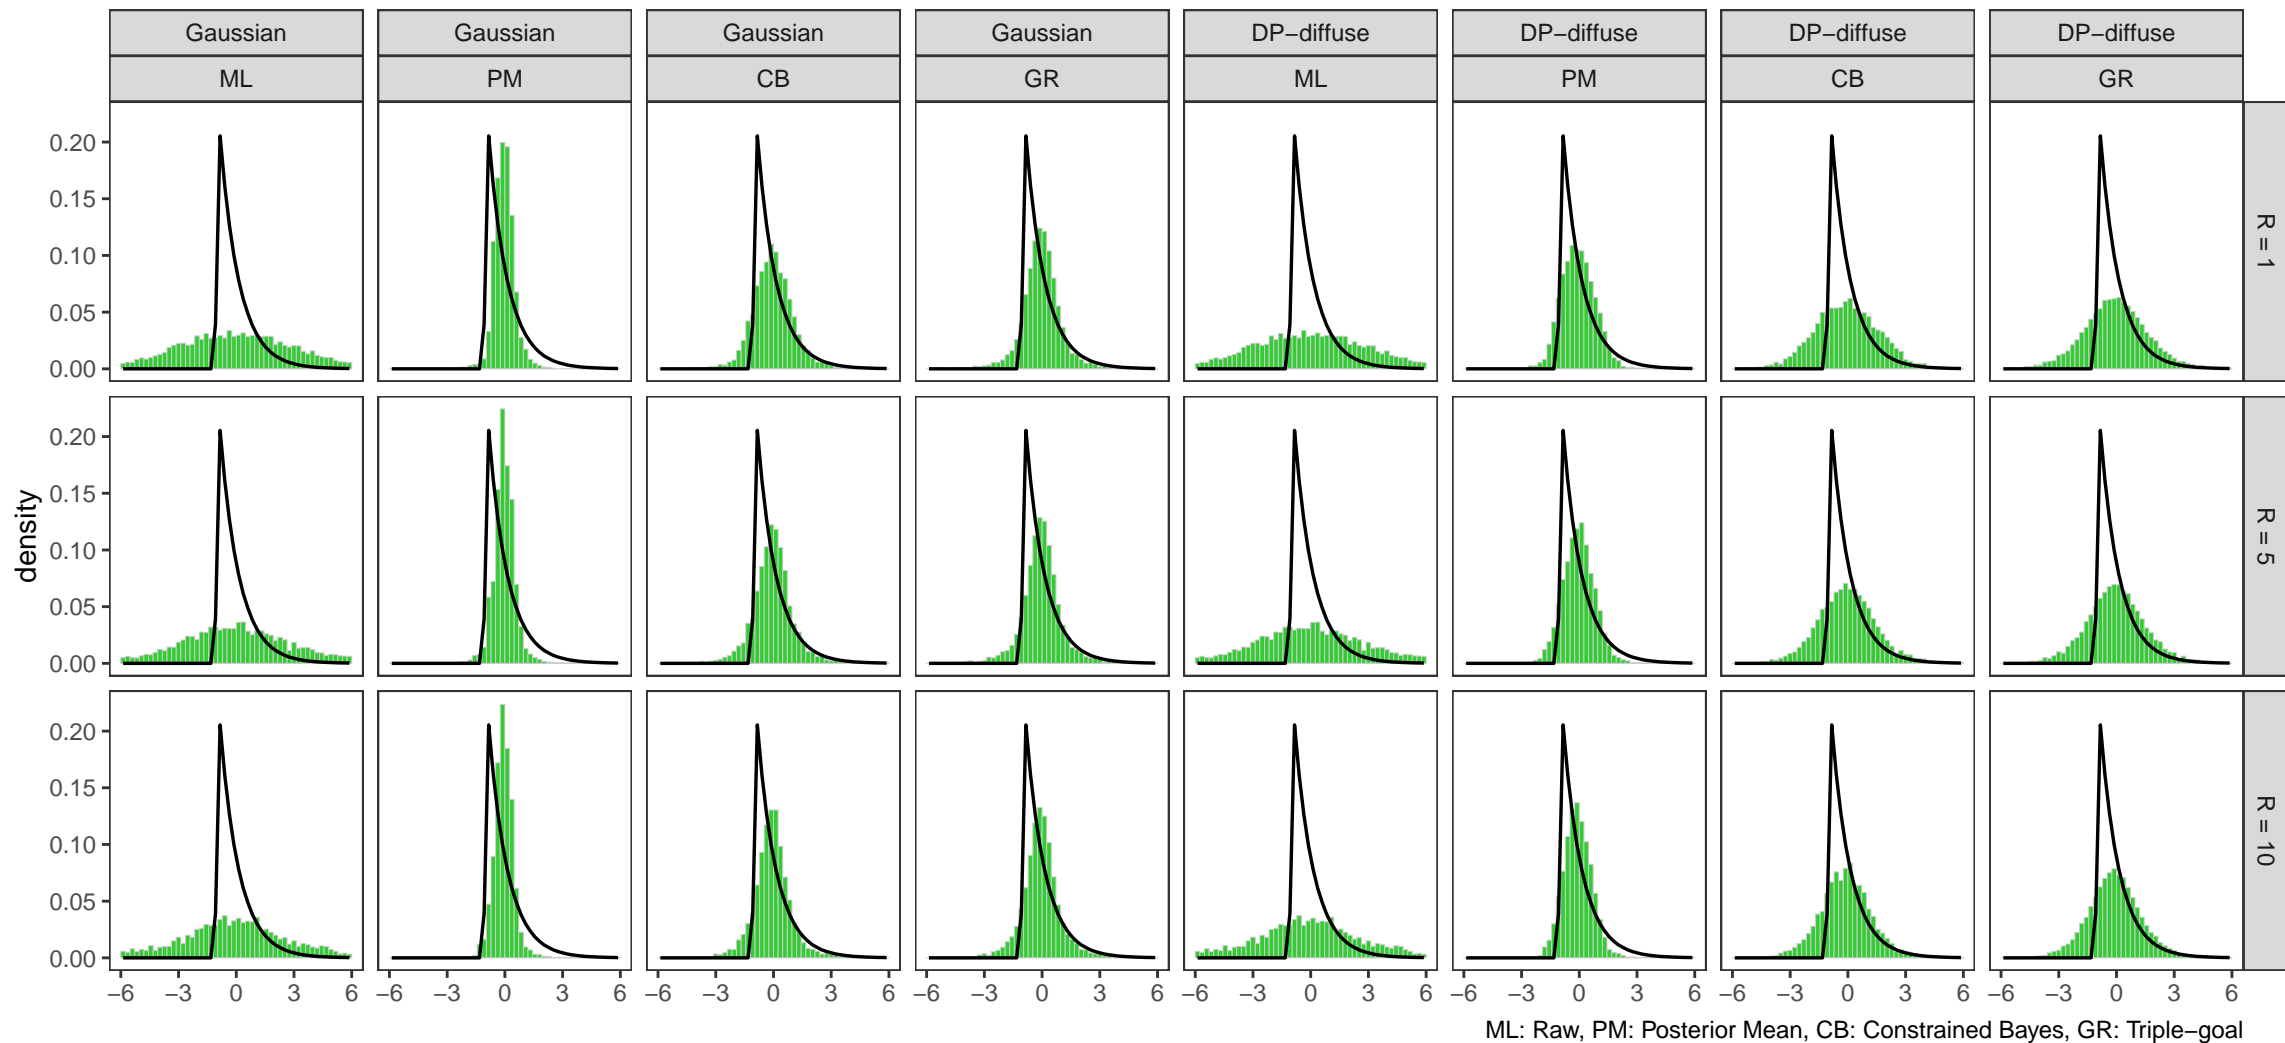 Gaussian Gaussian Gaussian Gaussian DP−diffuse DP−diffuse DP−diffuse DP−diffuse
ML PM CB GR ML PM CB GR
0.20
0.15
0.10
0.05
0.00
R = 1
0.20
0.15
0.10
0.05
0.00
R = 5
density
0.20
0.15
0.10
0.05
0.00
R = 10
−6 −3 0 3 6 −6 −3 0 3 6 −6 −3 0 3 6 −6 −3 0 3 6 −6 −3 0 3 6 −6 −3 0 3 6 −6 −3 0 3 6 −6 −3 0 3 6
ML: Raw, PM: Posterior Mean, CB: Constrained Bayes, GR: Triple−goal